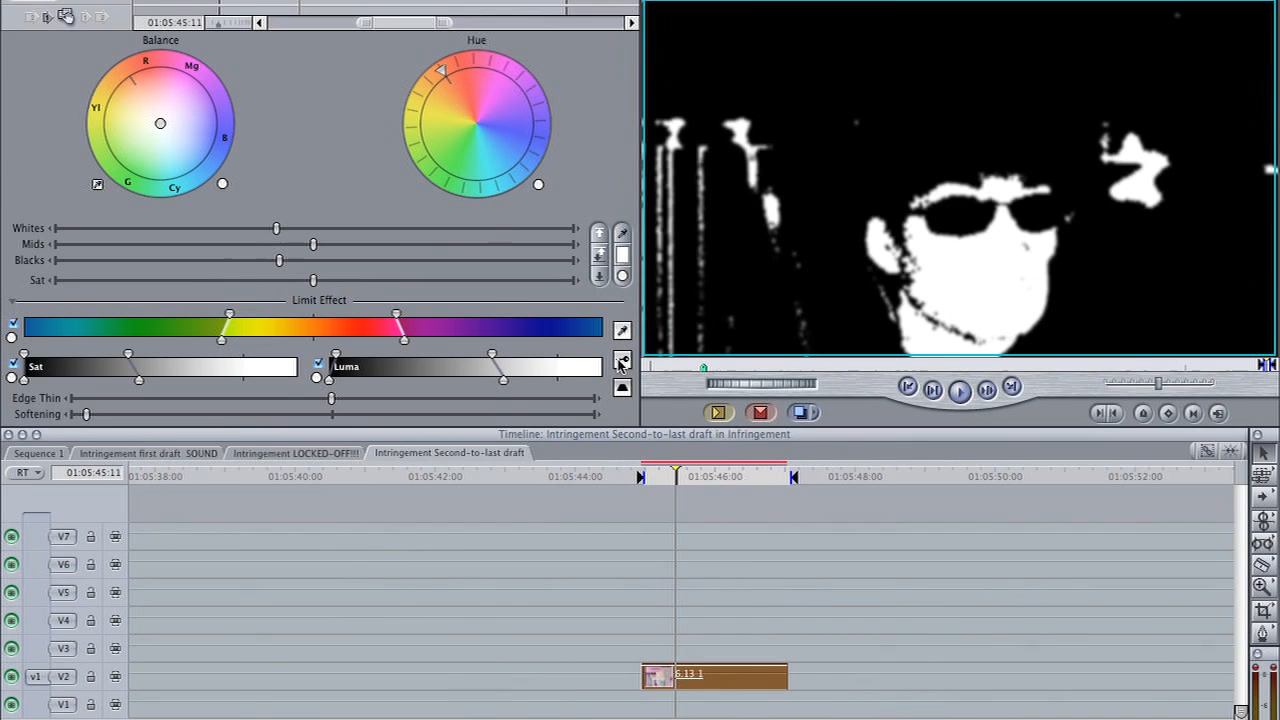 01:05:45:11
Balance
Hue
R
Mg
Yl
B
G
Cy
Whites
Mids
Blacks
Sat
Limit Effect
Sat
Luma
Edge Thin
Softening
Timeline: Intringement Second-to-last draft in Infringement
Sequence 1
Intringement first draft SOUND
Intringement LOCKED-OFF!!!
Intringement Second-to-last draft
RT
01:05:45:11
01:05:38:00
01:05:40:00
01:05:42:00
01:05:44:00
01:05:46:00
01:05:48:00
01:05:50:00
01:05:52:00
V7
V6
V5
V4
V3
v1
V2
6.13 1
V1
-6